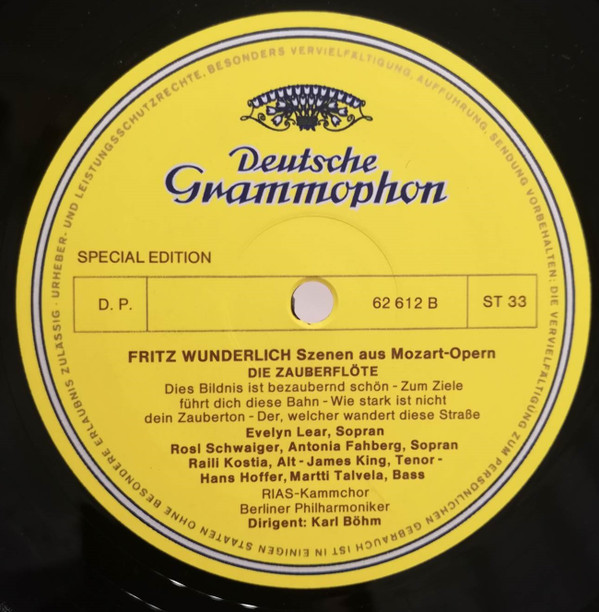 URHEBER- UND LEISTUNGSSCHUTZRECHTE, BESONDERS VERVIELFÄLTIGUNG, AUFFÜHRUNG, SENDUNG VORBEHALTEN; DIE VERVIELFÄLTIGUNG ZUM PERSÖNLICHEN GEBRAUCH IST IN EINIGEN STAATEN OHNE BESONDERE ERLAUBNIS ZULÄSSIG ·
Deutsche
Grammophon
SPECIAL EDITION
D. P. 62 612 B ST 33
FRITZ WUNDERLICH Szenen aus Mozart-Opern
DIE ZAUBERFLÖTE
Dies Bildnis ist bezaubernd schön - Zum Ziele
führt dich diese Bahn - Wie stark ist nicht
dein Zauberton - Der, welcher wandert diese Straße
Evelyn Lear, Sopran
Rosl Schwaiger, Antonia Fahberg, Sopran
Raili Kostia, Alt - James King, Tenor -
Hans Hoffer, Martti Talvela, Bass
RIAS-Kammchor
Berliner Philharmoniker
Dirigent: Karl Böhm